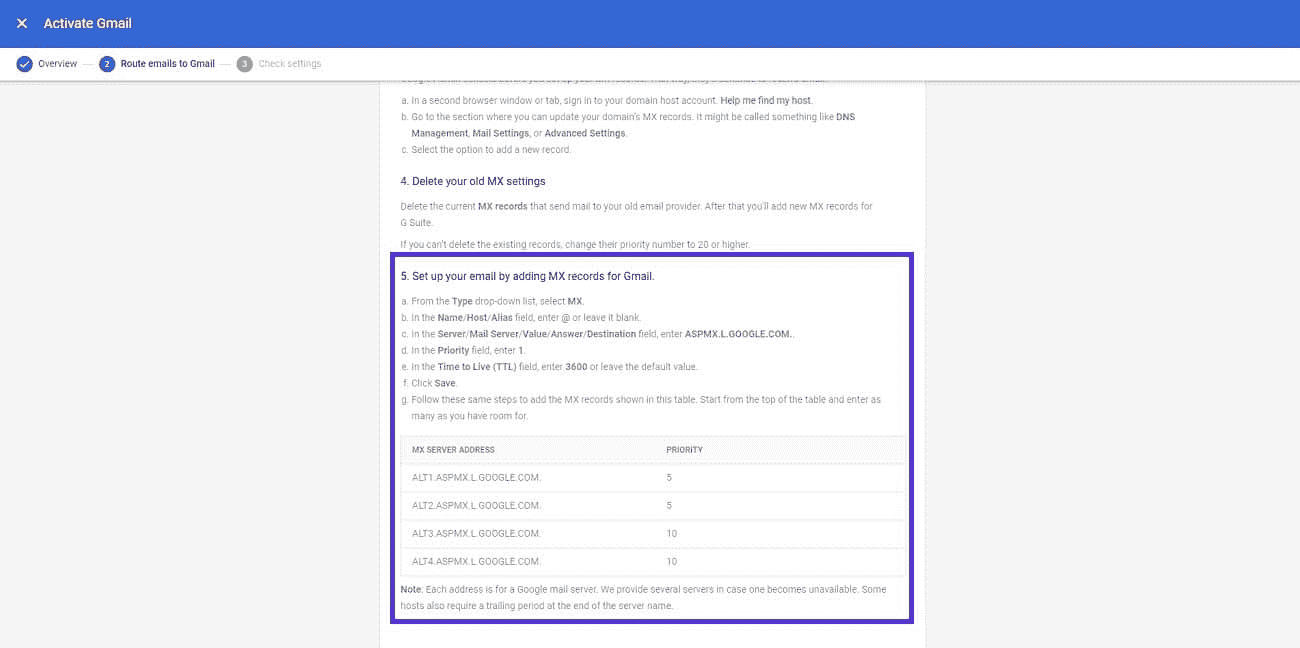 Activate Gmail
Overview
2 Route emails to Gmail
3 Check settings
a. In a second browser window or tab, sign in to your domain host account. Help me find my host.
b. Go to the section where you can update your domain's MX records. It might be called something like DNS
Management, Mail Settings, or Advanced Settings.
c. Select the option to add a new record.
4. Delete your old MX settings
Delete the current MX records that send mail to your old email provider. After that you'll add new MX records for
G Suite.
If you can't delete the existing records, change their priority number to 20 or higher.
5. Set up your email by adding MX records for Gmail.
a. From the Type drop-down list, select MX.
b. In the Name/Host/Alias field, enter @ or leave it blank.
c. In the Server/Mail Server/Value/Answer/Destination field, enter ASPMX.L.GOOGLE.COM..
d. In the Priority field, enter 1.
e. In the Time to Live (TTL) field, enter 3600 or leave the default value.
f. Click Save.
g. Follow these same steps to add the MX records shown in this table. Start from the top of the table and enter as
many as you have room for.
MX SERVER ADDRESS PRIORITY
ALT1.ASPMX.L.GOOGLE.COM. 5
ALT2.ASPMX.L.GOOGLE.COM. 5
ALT3.ASPMX.L.GOOGLE.COM. 10
ALT4.ASPMX.L.GOOGLE.COM. 10
Note: Each address is for a Google mail server. We provide several servers in case one becomes unavailable. Some
hosts also require a trailing period at the end of the server name.